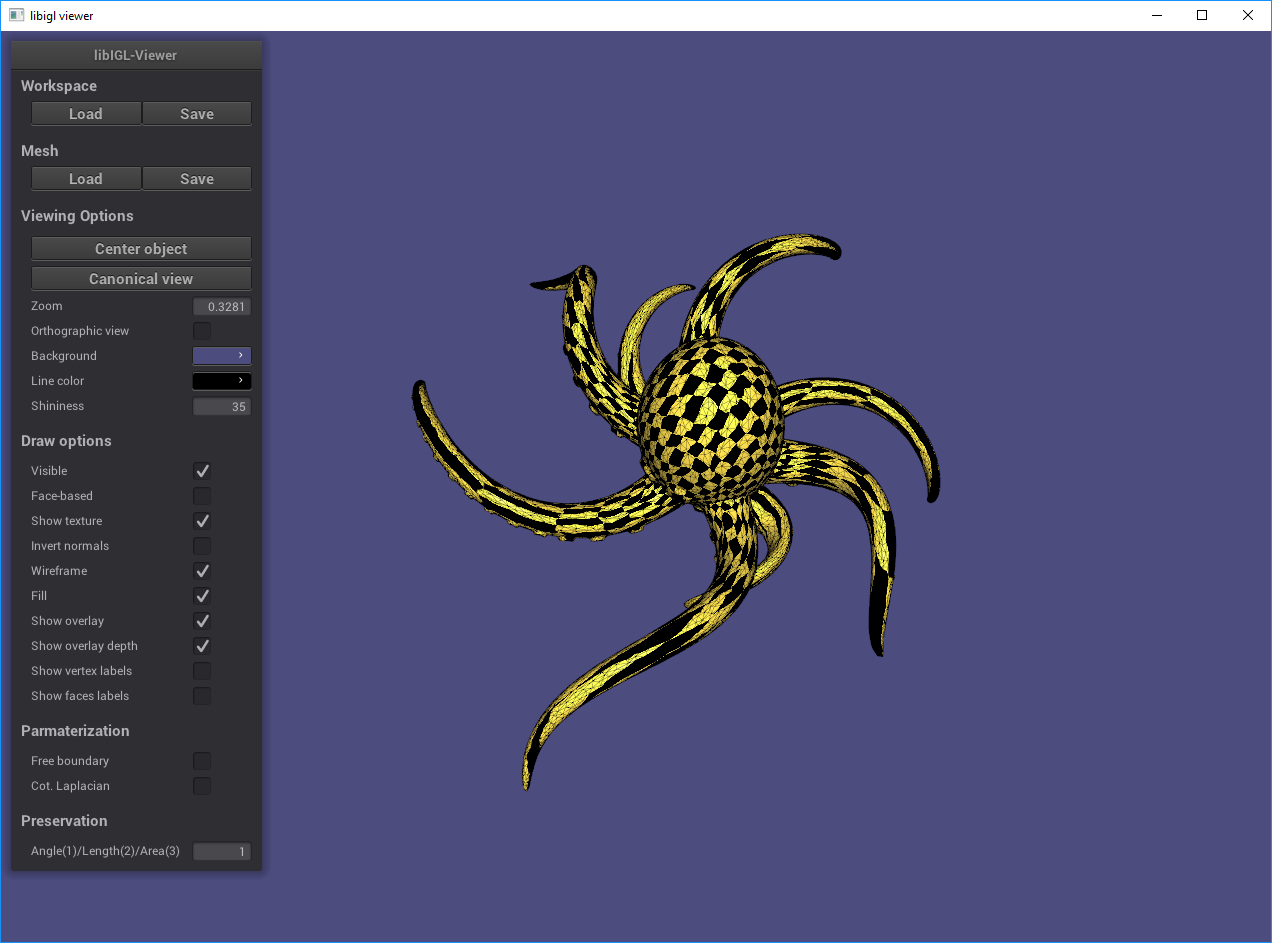 libigl viewer
libIGL-Viewer
Workspace
Load Save
Mesh
Load Save
Viewing Options
Center object
Canonical view
Zoom 0.3281
Orthographic view
Background
Line color
Shininess 35
Draw options
Visible
Face-based
Show texture
Invert normals
Wireframe
Fill
Show overlay
Show overlay depth
Show vertex labels
Show faces labels
Parmaterization
Free boundary
Cot. Laplacian
Preservation
Angle(1)/Length(2)/Area(3) 1